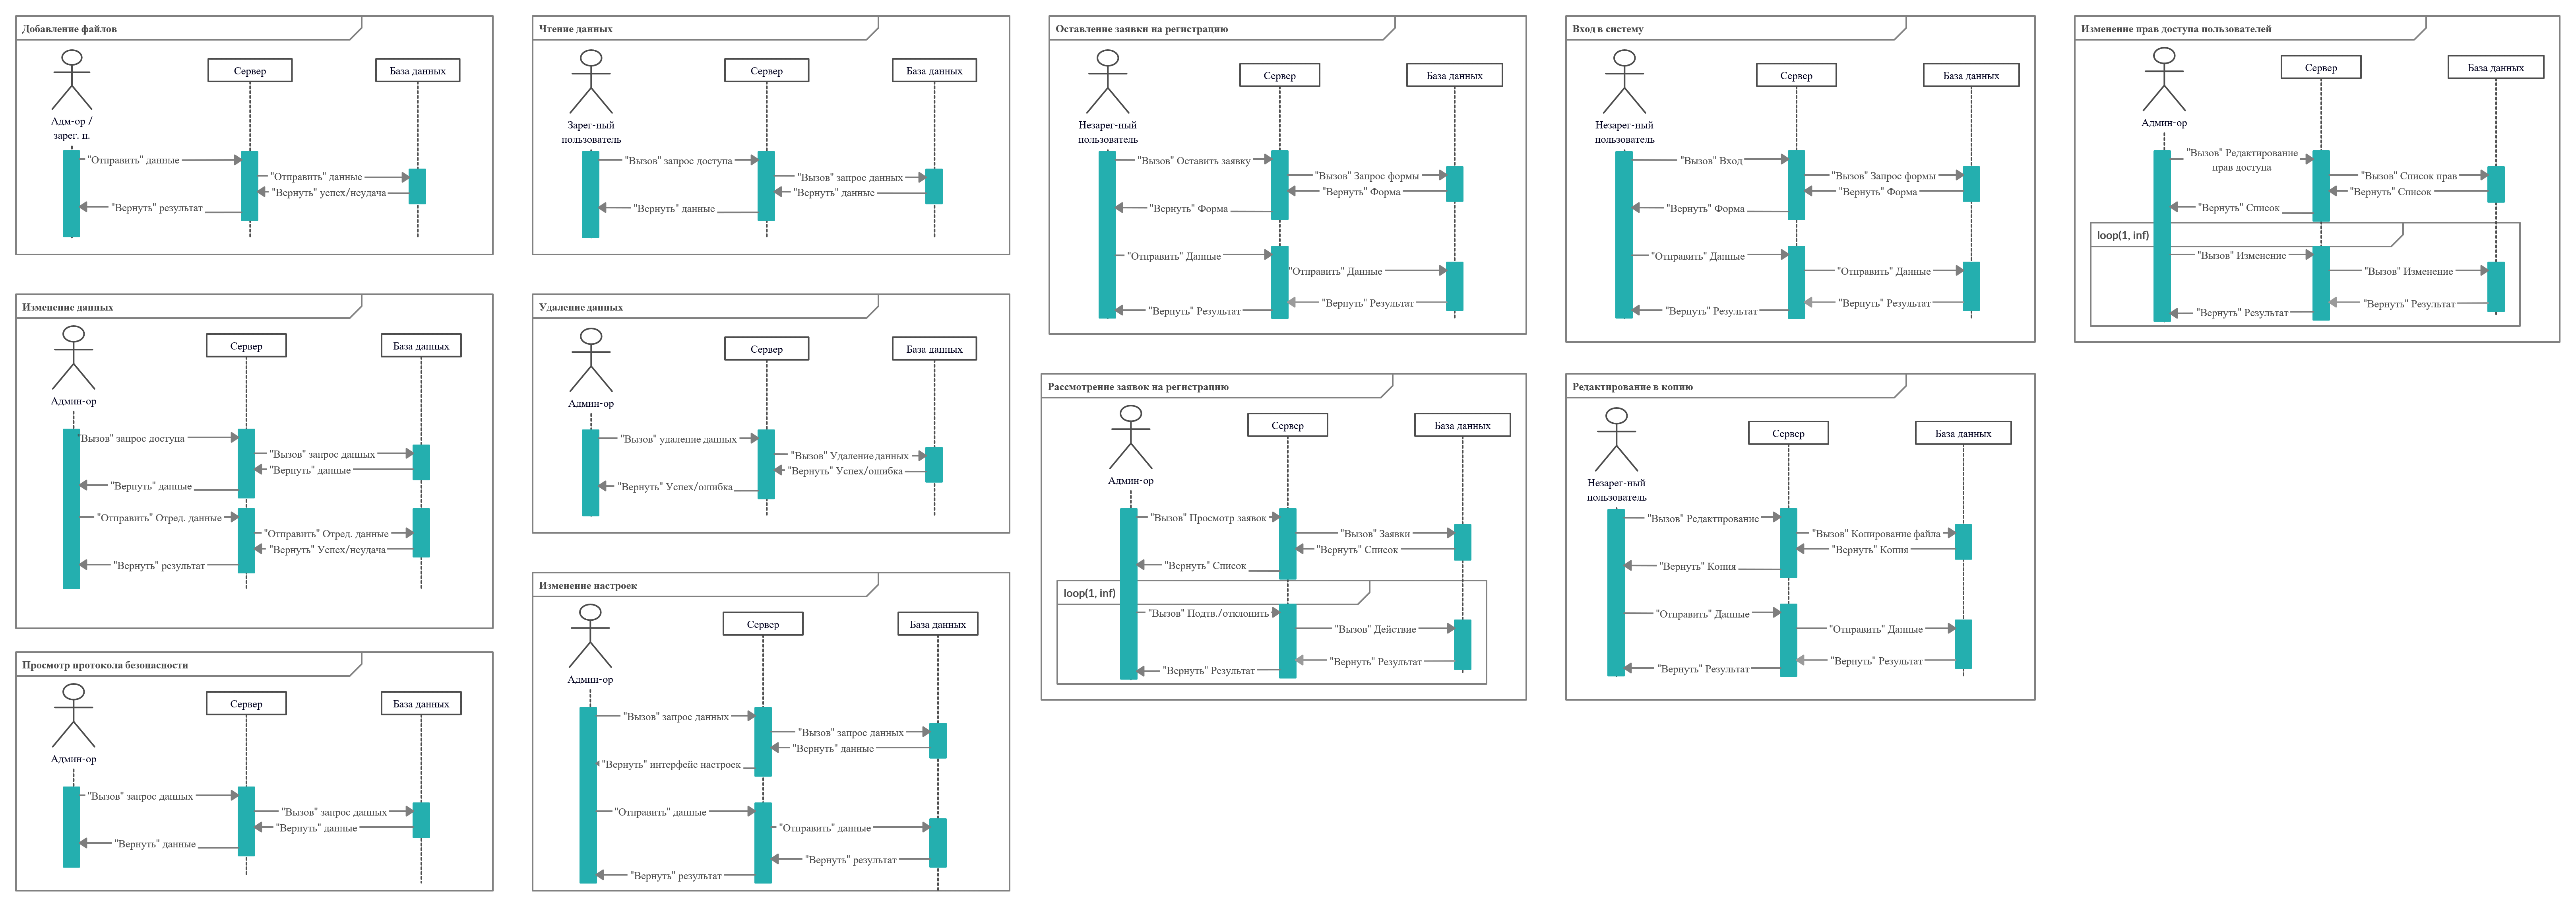 Добавление файлов
Сервер
База данных
Адм-ор /
зарег. п.
"Отправить" данные
"Отправить" данные
"Вернуть" успех/неудача
"Вернуть" результат
Изменение данных
Сервер
База данных
Админ-ор
"Вызов" запрос доступа
"Вызов" запрос данных
"Вернуть" данные
"Вернуть" данные
"Отправить" Отред. данные
"Отправить" Отред. данные
"Вернуть" Успех/неудача
"Вернуть" результат
Просмотр протокола безопасности
Сервер
База данных
Админ-ор
"Вызов" запрос данных
"Вызов" запрос данных
"Вернуть" данные
"Вернуть" данные
Чтение данных
Сервер
База данных
Зарег-ный
пользователь
"Вызов" запрос доступа
"Вызов" запрос данных
"Вернуть" данные
"Вернуть" данные
Удаление данных
Сервер
База данных
Админ-ор
"Вызов" удаление данных
"Вызов" Удаление данных
"Вернуть" Успех/ошибка
"Вернуть" Успех/ошибка
Изменение настроек
Сервер
База данных
Админ-ор
"Вызов" запрос данных
"Вызов" запрос данных
"Вернуть" данные
"Вернуть" интерфейс настроек
"Отправить" данные
"Отправить" данные
"Вернуть" результат
"Вернуть" результат
Оставление заявки на регистрацию
Сервер
База данных
Незарег-ный
пользователь
"Вызов" Оставить заявку
"Вызов" Запрос формы
"Вернуть" Форма
"Вернуть" Форма
"Отправить" Данные
"Отправить" Данные
"Вернуть" Результат
"Вернуть" Результат
Рассмотрение заявок на регистрацию
Сервер
База данных
Админ-ор
"Вызов" Просмотр заявок
"Вызов" Заявки
"Вернуть" Список
"Вернуть" Список
loop(1, inf)
"Вызов" Подтв./отклонить
"Вызов" Действие
"Вернуть" Результат
"Вернуть" Результат
Вход в систему
Сервер
База данных
Незарег-ный
пользователь
"Вызов" Вход
"Вызов" Запрос формы
"Вернуть" Форма
"Вернуть" Форма
"Отправить" Данные
"Отправить" Данные
"Вернуть" Результат
"Вернуть" Результат
Редактирование в копию
Сервер
База данных
Незарег-ный
пользователь
"Вызов" Редактирование
"Вызов" Копирование файла
"Вернуть" Копия
"Вернуть" Копия
"Отправить" Данные
"Отправить" Данные
"Вернуть" Результат
"Вернуть" Результат
Изменение прав доступа пользователей
Сервер
База данных
Админ-ор
"Вызов" Редактирование
прав доступа
"Вызов" Список прав
"Вернуть" Список
"Вернуть" Список
loop(1, inf)
"Вызов" Изменение
"Вызов" Изменение
"Вернуть" Результат
"Вернуть" Результат